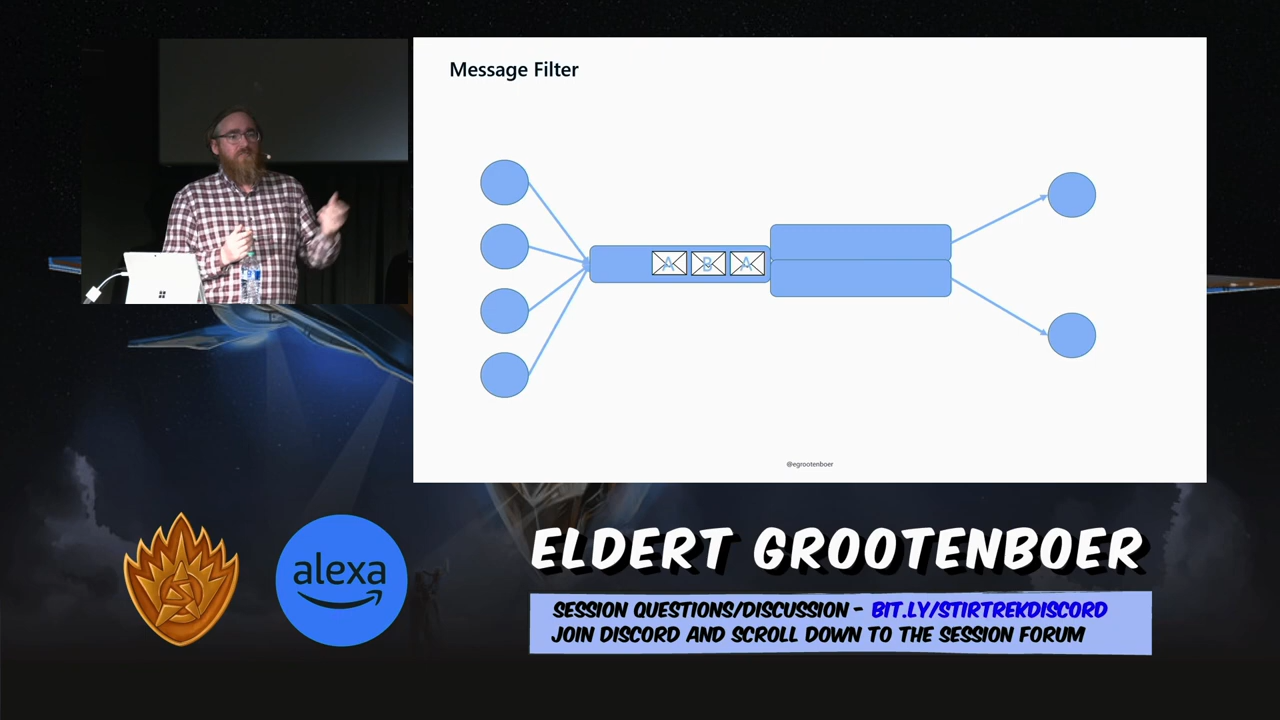 Message Filter
A B A
@egrootenboer
alexa
ELDERT GROOTENBOER
SESSION QUESTIONS/DISCUSSION - BIT.LY/STIRTREKDISCORD
JOIN DISCORD AND SCROLL DOWN TO THE SESSION FORUM